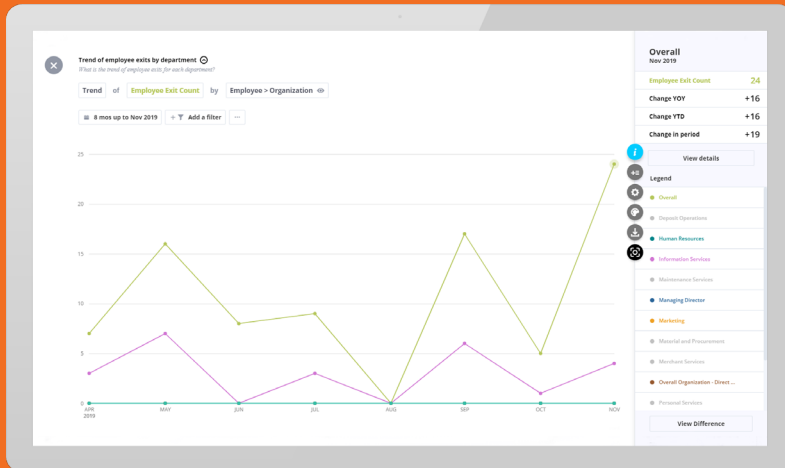 Trend of employee exits by department
What is the trend of employee exits for each department?
Trend of Employee Exit Count by Employee > Organization
8 mos up to Nov 2019 + Add a filter ...
25
20
15
10
5
0
APR MAY JUN JUL AUG SEP OCT NOV
2019
Overall
Nov 2019
Employee Exit Count 24
Change YOY +16
Change YTD +16
Change in period +19
View details
Legend
Overall
Deposit Operations
Human Resources
Information Services
Maintenance Services
Managing Director
Marketing
Material and Procurement
Merchant Services
Overall Organization - Direct ...
Personal Services
View Difference